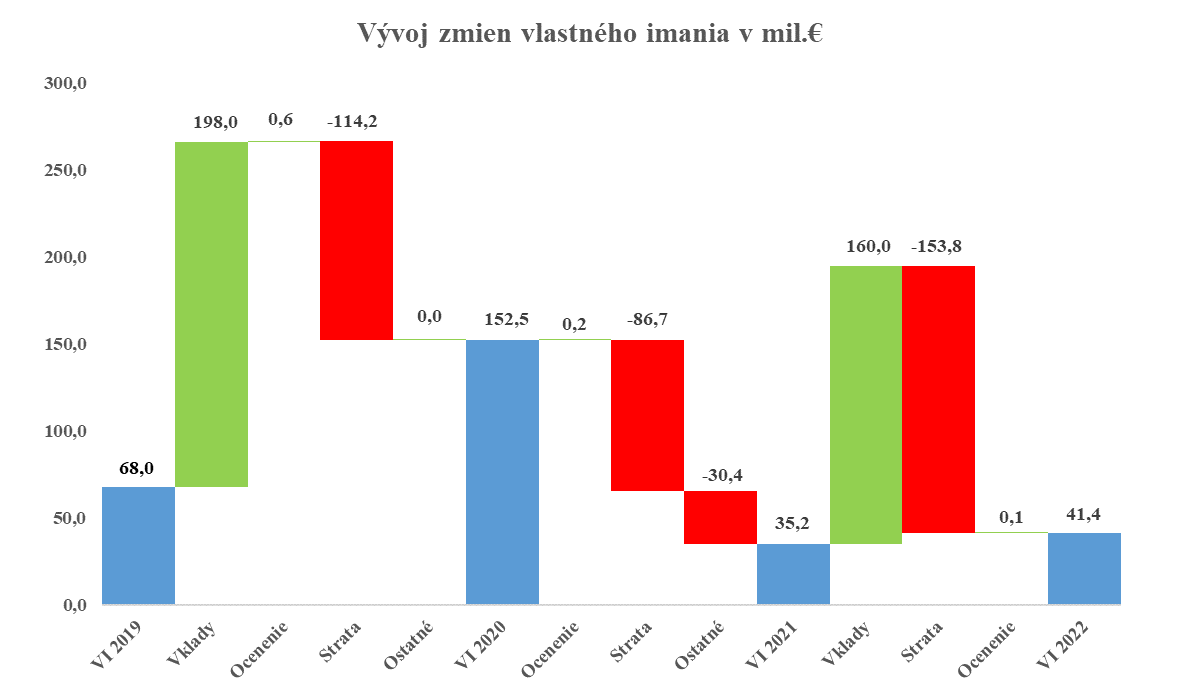 Vývoj zmien vlastného imania v mil.€
300,0
250,0
200,0
150,0
100,0
50,0
0,0
68,0
198,0
0,6
-114,2
0,0
152,5
0,2
-86,7
-30,4
35,2
160,0
-153,8
0,1
41,4
VI 2019
Vklady
Ocenenie
Strata
Ostatné
VI 2020
Ocenenie
Strata
Ostatné
VI 2021
Vklady
Strata
Ocenenie
VI 2022